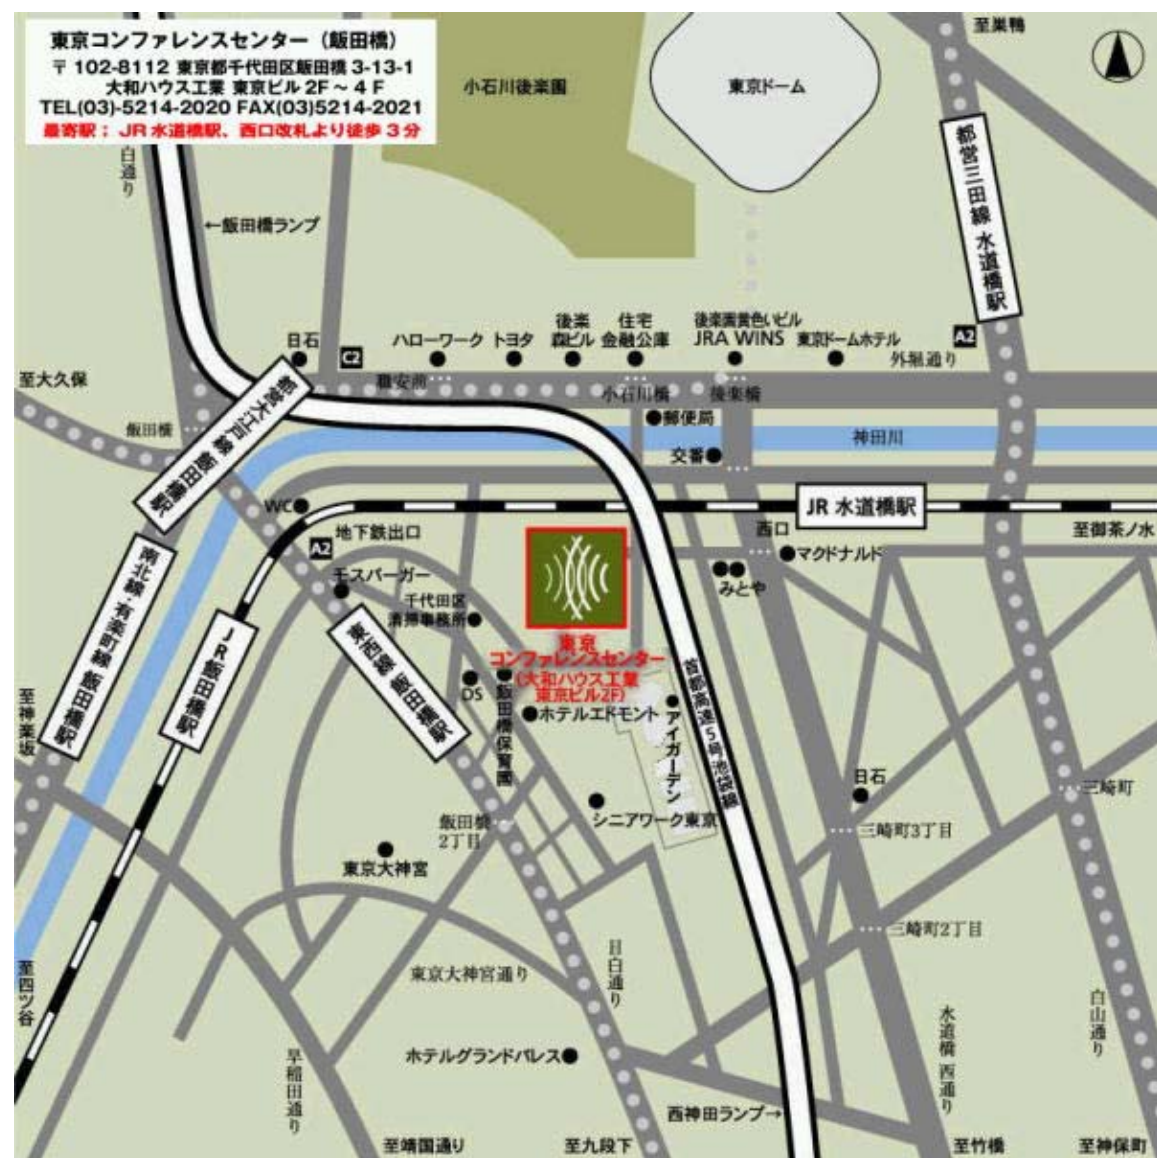 東京コンファレンスセンター（飯田橋）
〒102-8112 東京都千代田区飯田橋 3-13-1
大和ハウス工業 東京ビル 2F～４F
TEL(03)-5214-2020 FAX(03)5214-2021
最寄駅； JR 水道橋駅、西口改札より徒歩３分
小石川後楽園
東京ドーム
至巣鴨
白通り
都営三田線 水道橋駅
←飯田橋ランプ
日石
C2
ハローワーク
トヨタ
後楽
森ビル
住宅
金融公庫
後楽園黄色いビル
JRA WINS
東京ドームホテル
外堀通り
A2
至大久保
職安前
小石川橋
後楽橋
飯田橋
都営大江戸線 飯田橋駅
郵便局
交番
神田川
WC
地下鉄出口
A2
JR 水道橋駅
西口
至御茶ノ水
マクドナルド
みとや
モスバーガー
千代田区
清掃事務所
南北線・有楽町線 飯田橋駅
JR 飯田橋駅
東西線 飯田橋駅
東京
コンファレンスセンター
(大和ハウス工業
東京ビル2F)
DS
飯田橋保育園
ホテルエドモント
アイガーデン
首都高速5号池袋線
至神楽坂
日石
三崎町
シニアワーク東京
飯田橋
2丁目
三崎町3丁目
東京大神宮
三崎町2丁目
目白通り
東京大神宮通り
至四ツ谷
水道橋 西通り
白山通り
早稲田通り
ホテルグランドパレス
西神田ランプ→
至靖国通り
至九段下
至竹橋
至神保町